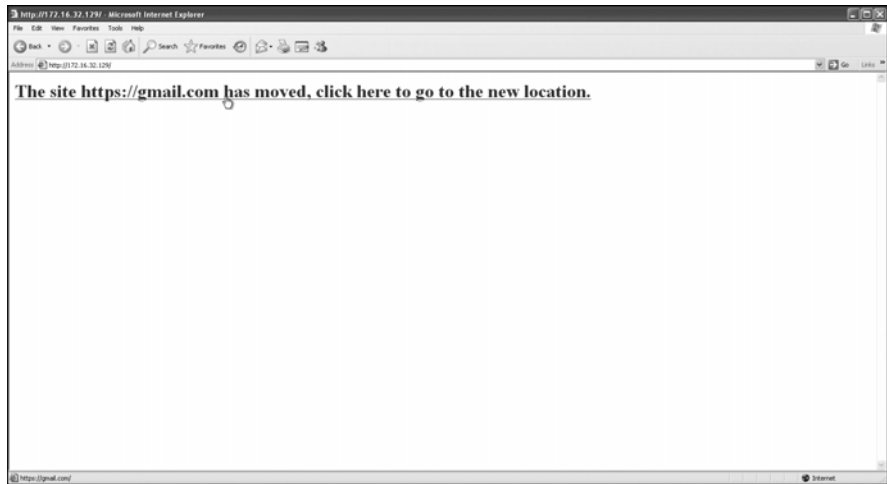 http://172.16.32.129/ - Microsoft Internet Explorer
File Edit View Favorites Tools Help
Back Search Favorites
Address http://172.16.32.129/ Go Links
The site https://gmail.com has moved, click here to go to the new location.
https://gmail.com/ Internet